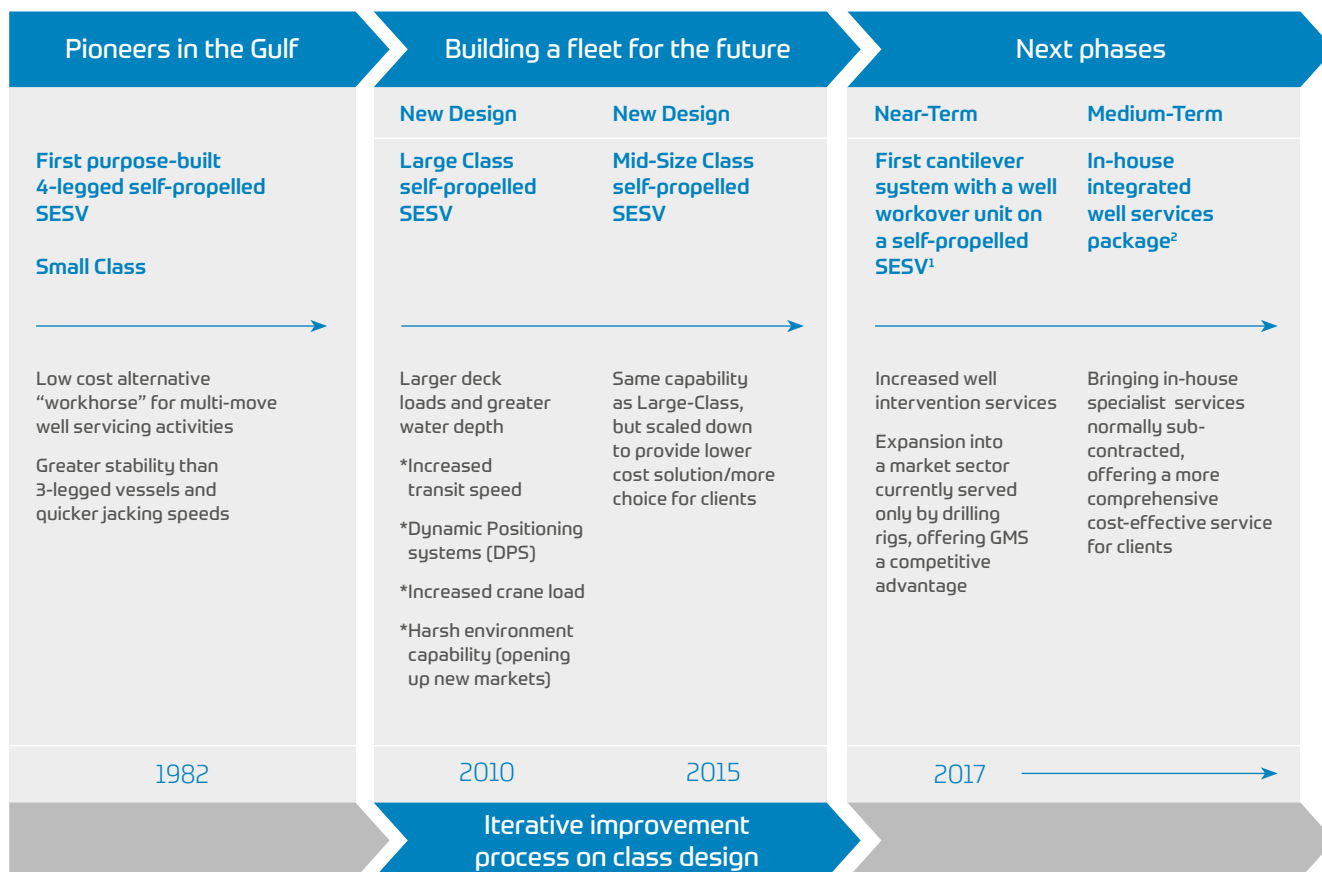 Pioneers in the Gulf
Building a fleet for the future
Next phases
First purpose-built
4-legged self-propelled
SESV
Small Class
Low cost alternative
“workhorse” for multi-move
well servicing activities
Greater stability than
3-legged vessels and
quicker jacking speeds
1982
New Design
Large Class
self-propelled
SESV
Larger deck
loads and greater
water depth
*Increased
transit speed
*Dynamic Positioning
systems (DPS)
*Increased crane load
*Harsh environment
capability (opening
up new markets)
2010
New Design
Mid-Size Class
self-propelled
SESV
Same capability
as Large-Class,
but scaled down
to provide lower
cost solution/more
choice for clients
2015
Near-Term
First cantilever
system with a well
workover unit on
a self-propelled
SESV¹
Increased well
intervention services
Expansion into
a market sector
currently served
only by drilling
rigs, offering GMS
a competitive
advantage
2017
Medium-Term
In-house
integrated
well services
package²
Bringing in-house
specialist services
normally sub-
contracted,
offering a more
comprehensive
cost-effective service
for clients
Iterative improvement
process on class design